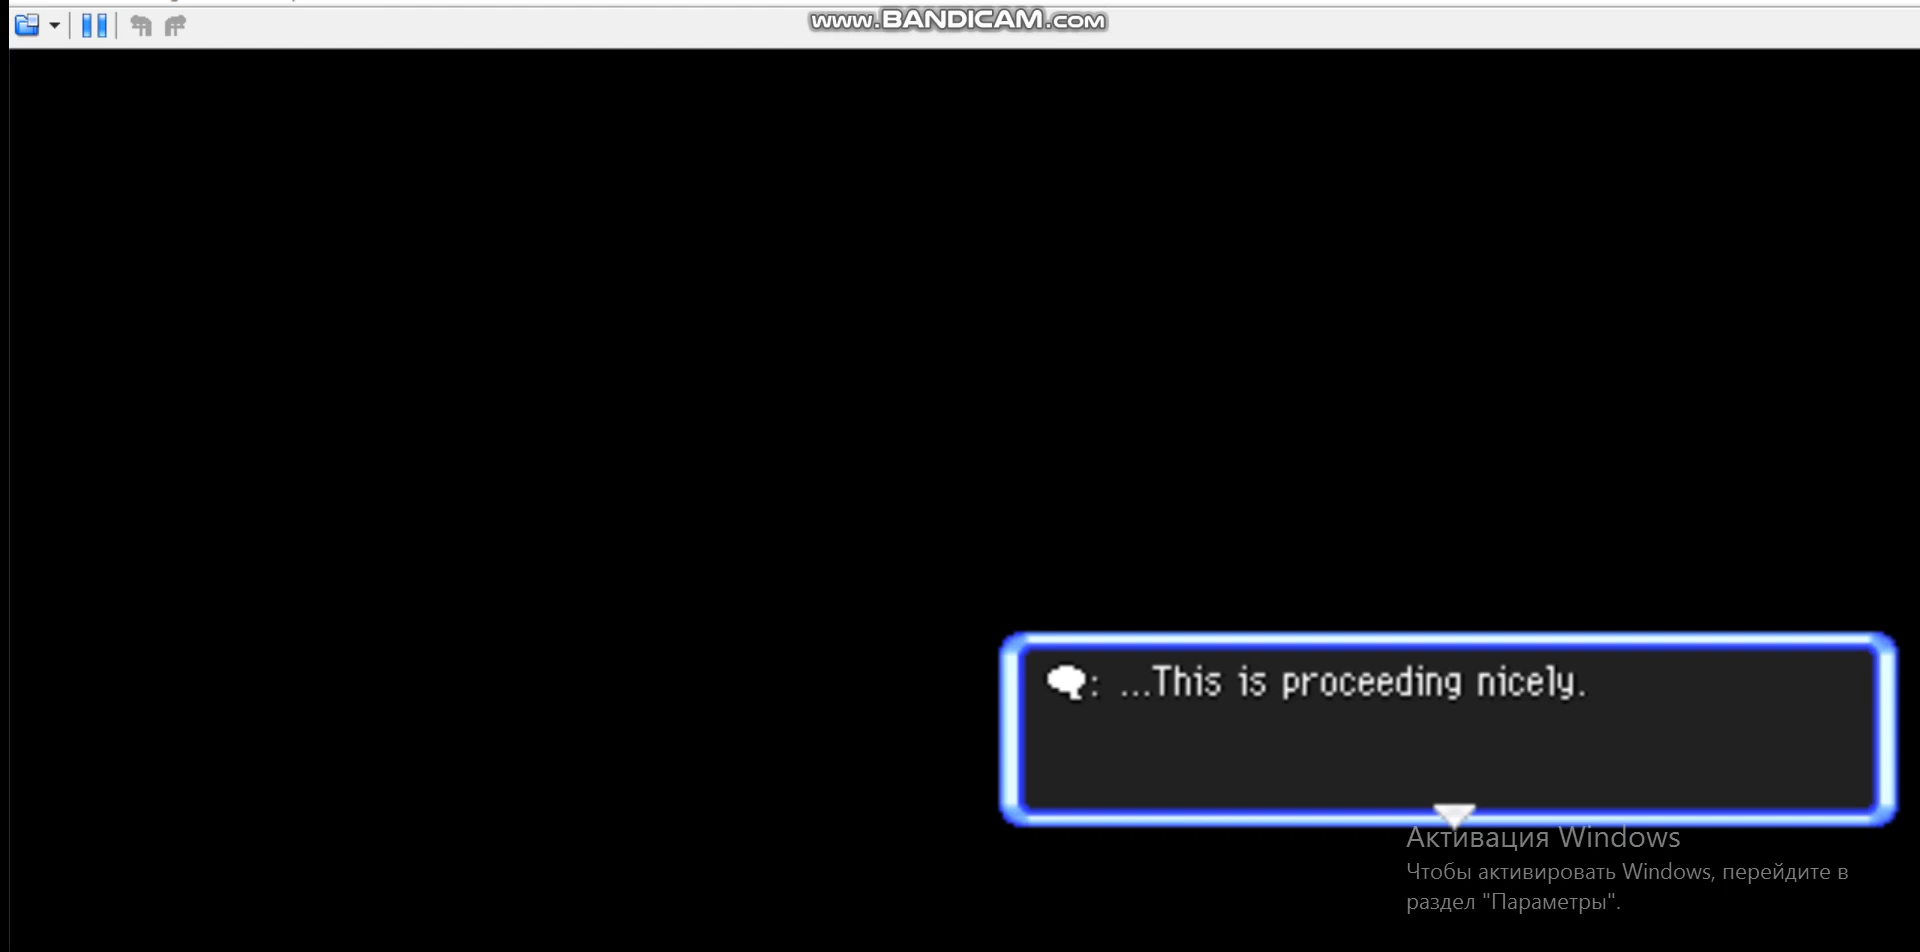 www.BANDICAM.com
: ...This is proceeding nicely.
Активация Windows
Чтобы активировать Windows, перейдите в
раздел "Параметры".